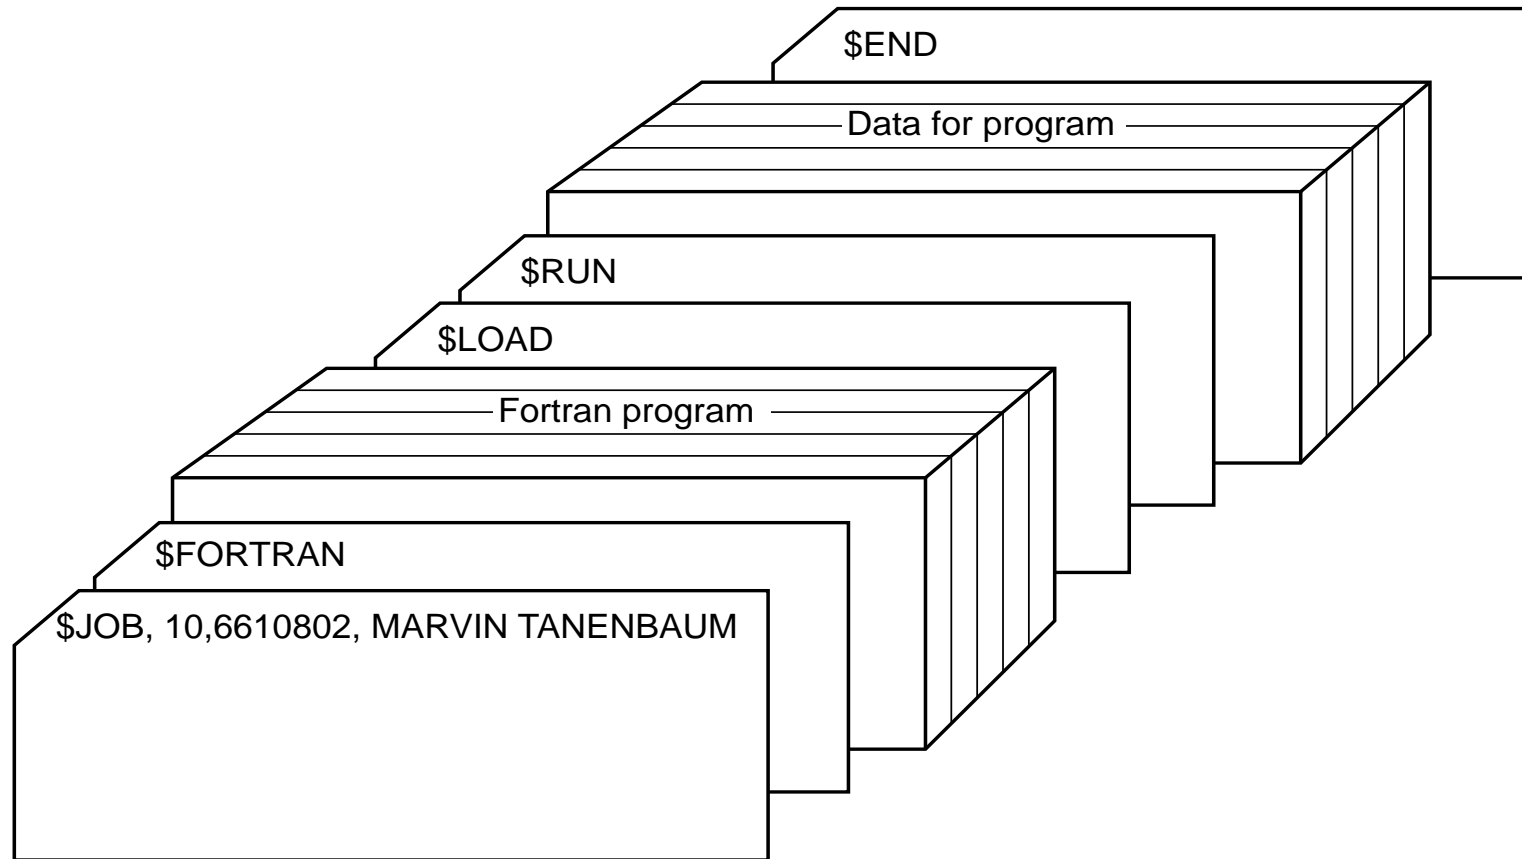 $END
Data for program
$RUN
$LOAD
Fortran program
$FORTRAN
$JOB, 10,6610802, MARVIN TANENBAUM